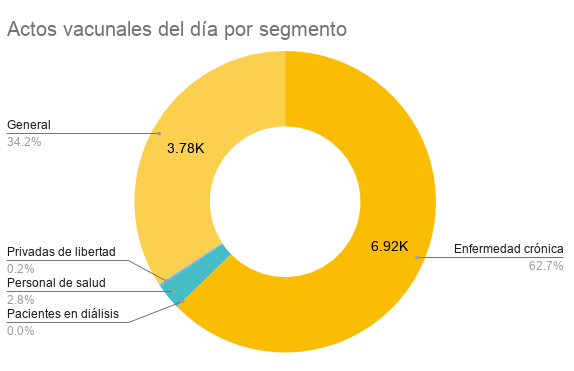 Actos vacunales del día por segmento
General
34.2%
3.78K
6.92K
Enfermedad crónica
62.7%
Privadas de libertad
0.2%
Personal de salud
2.8%
Pacientes en diálisis
0.0%